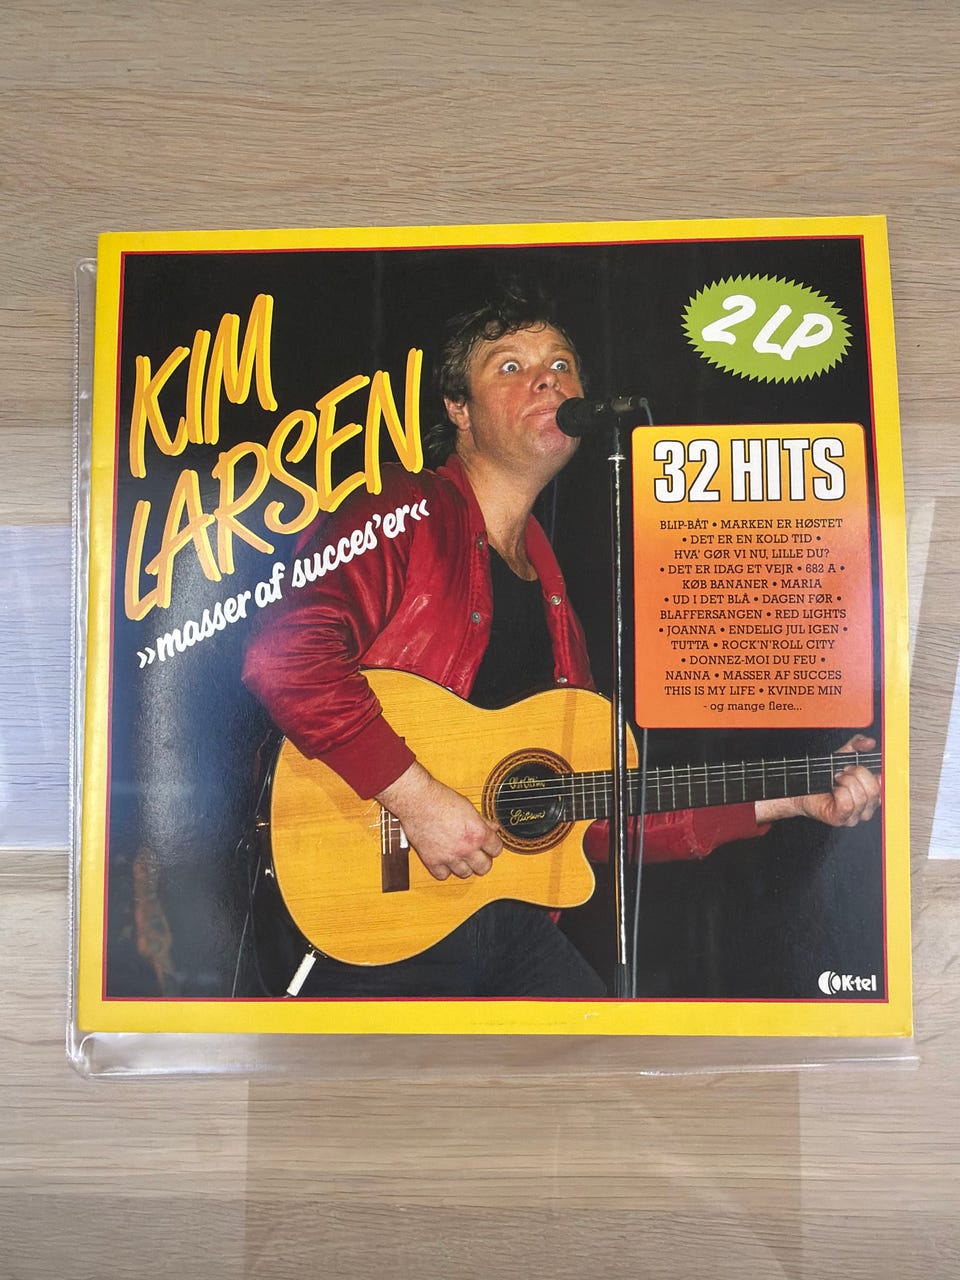 KIM
LARSEN
»masser af succes'er«
2 LP
32 HITS
BLIP-BÅT • MARKEN ER HØSTET
• DET ER EN KOLD TID •
HVA' GØR VI NU, LILLE DU?
• DET ER IDAG ET VEJR • 682 A •
KØB BANANER • MARIA
• UD I DET BLÅ • DAGEN FØR •
BLAFFERSANGEN • RED LIGHTS
• JOANNA • ENDELIG JUL IGEN •
TUTTA • ROCK'N'ROLL CITY
• DONNEZ-MOI DU FEU •
NANNA • MASSER AF SUCCES
THIS IS MY LIFE • KVINDE MIN
- og mange flere...
Gibson
K-tel